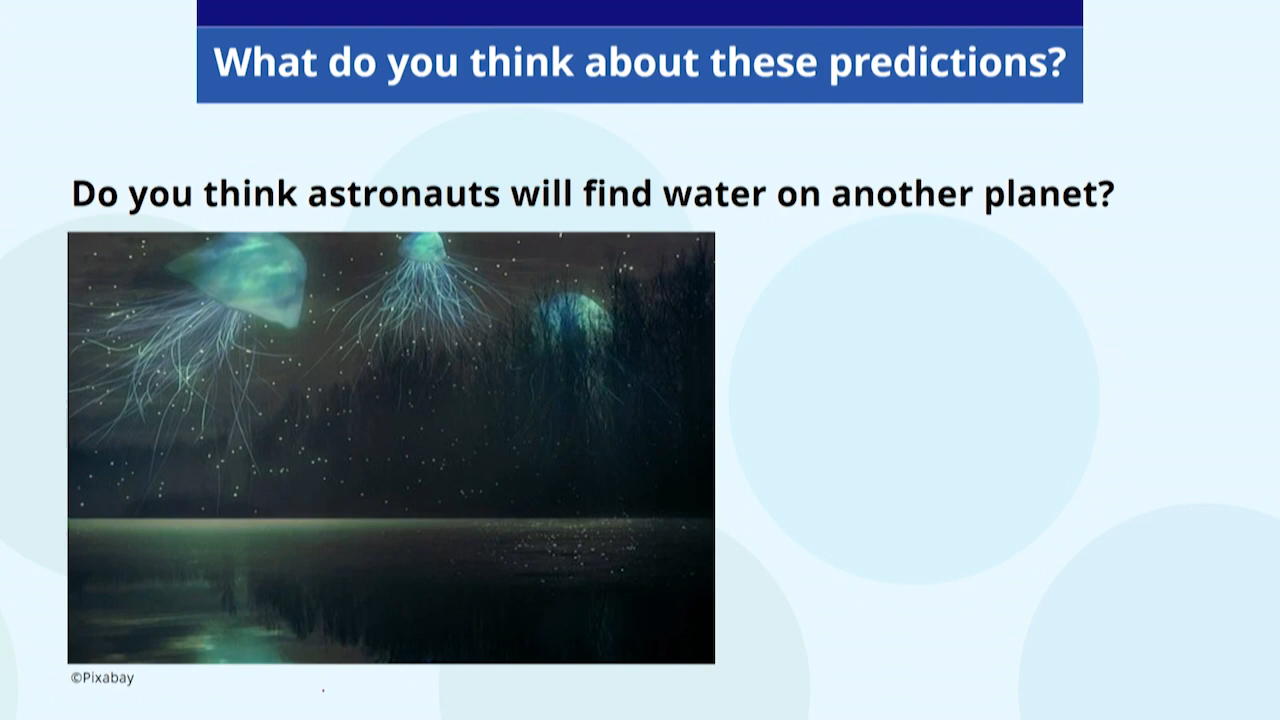 What do you think about these predictions?
Do you think astronauts will find water on another planet?
©Pixabay